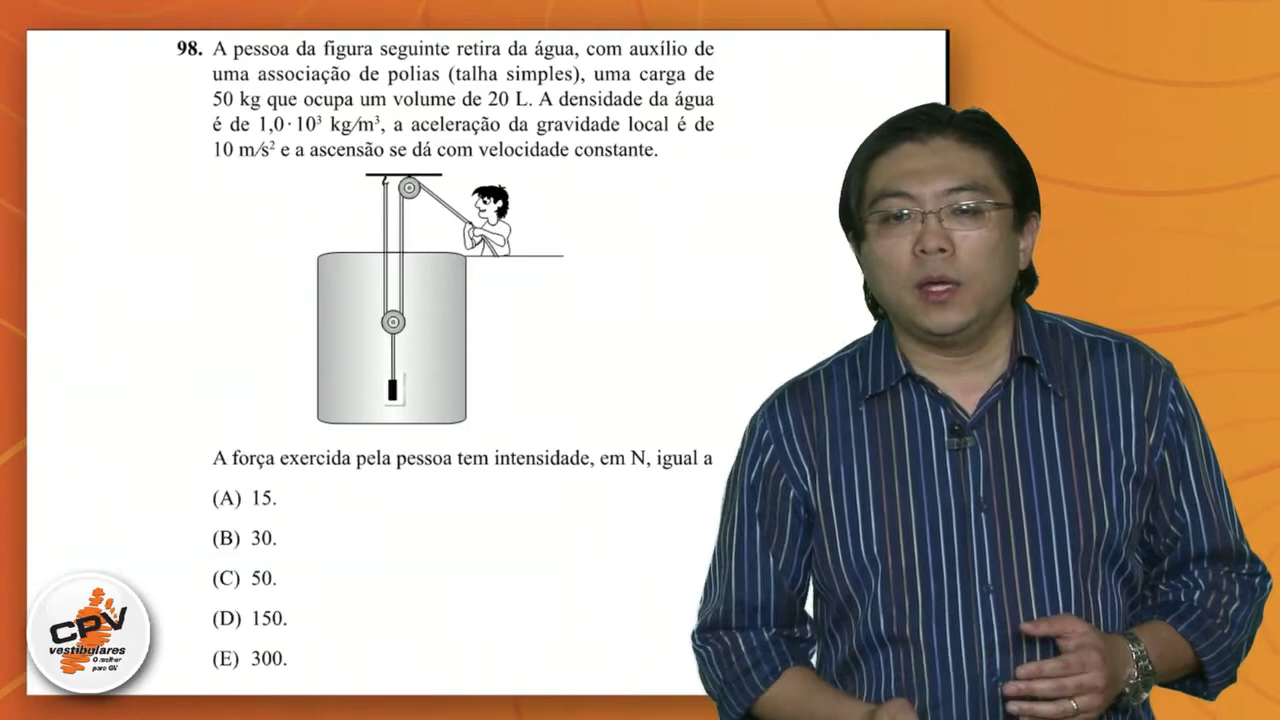 98. A pessoa da figura seguinte retira da água, com auxílio de
uma associação de polias (talha simples), uma carga de
50 kg que ocupa um volume de 20 L. A densidade da água
é de 1,0·10³ kg/m³, a aceleração da gravidade local é de
10 m/s² e a ascensão se dá com velocidade constante.
A força exercida pela pessoa tem intensidade, em N, igual a
(A) 15.
(B) 30.
(C) 50.
(D) 150.
(E) 300.
CPV
vestibulares
O melhor
para GV